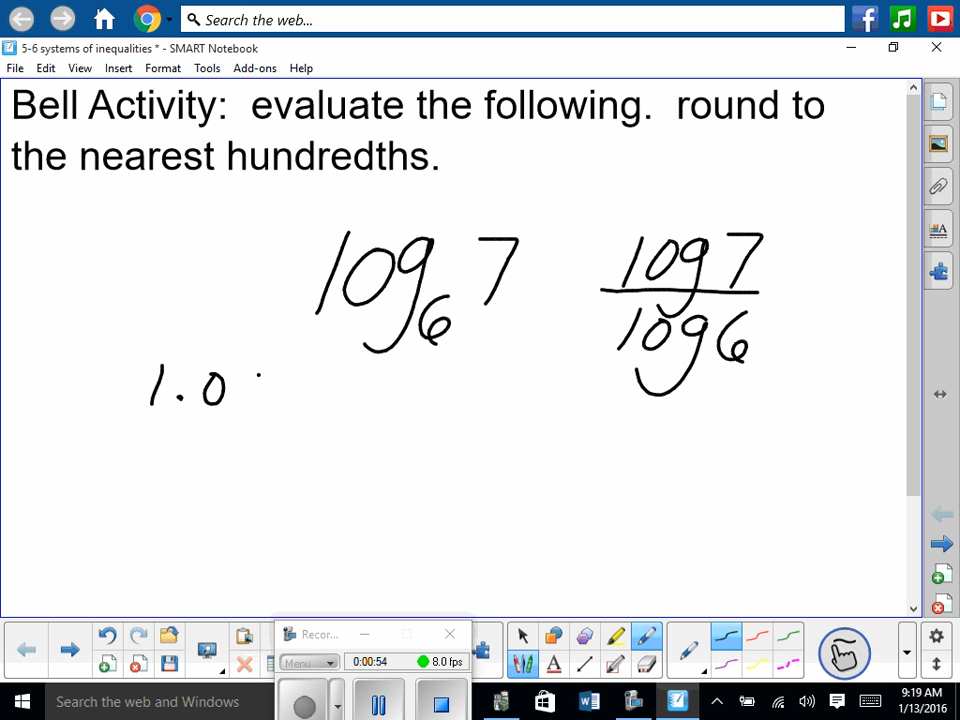 Search the web...
5-6 systems of inequalities * - SMART Notebook
File Edit View Insert Format Tools Add-ons Help
Bell Activity: evaluate the following. round to
the nearest hundredths.
log₆ 7
log 7
log 6
1.0
Recor...
Menu 0:00:54 8.0 fps
Search the web and Windows
9:19 AM
1/13/2016